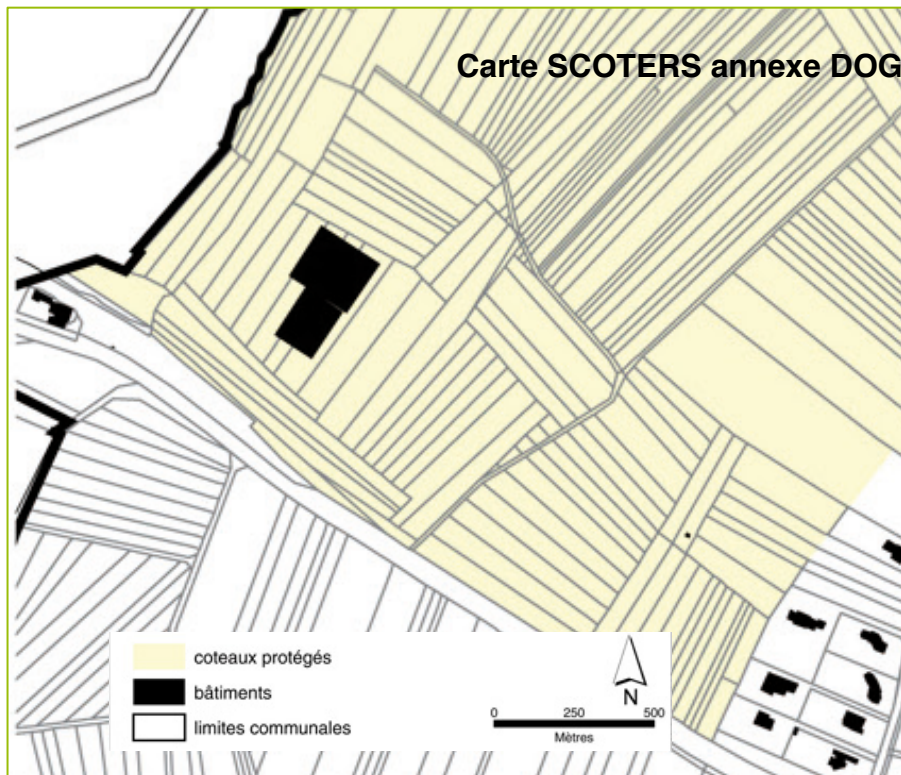 Carte SCOTERS annexe DOG
coteaux protégés
bâtiments
limites communales
N
0 250 500
Mètres